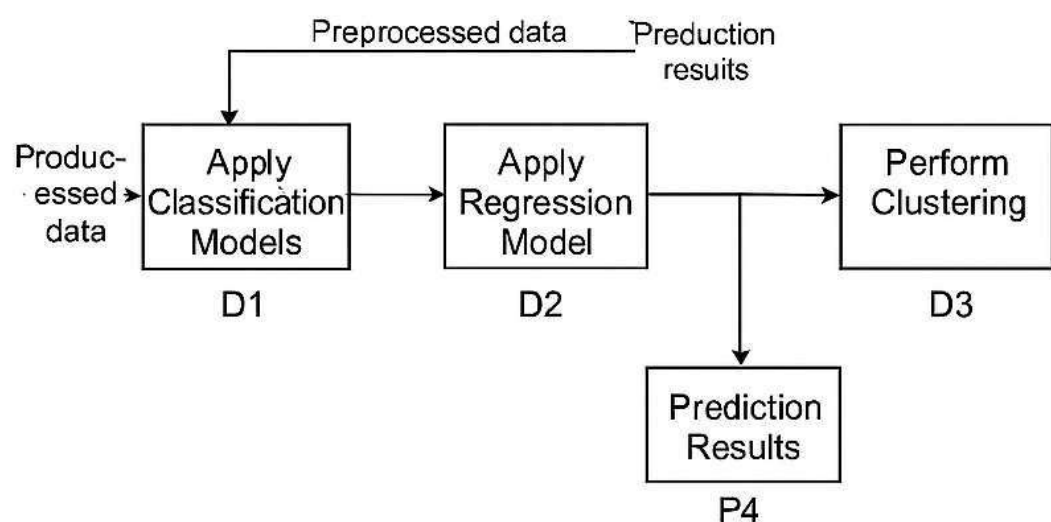 Preprocessed data
Preduction
resuits
Produc-
essed
data
Apply
Classification
Models
D1
Apply
Regression
Model
D2
Perform
Clustering
D3
Prediction
Results
P4